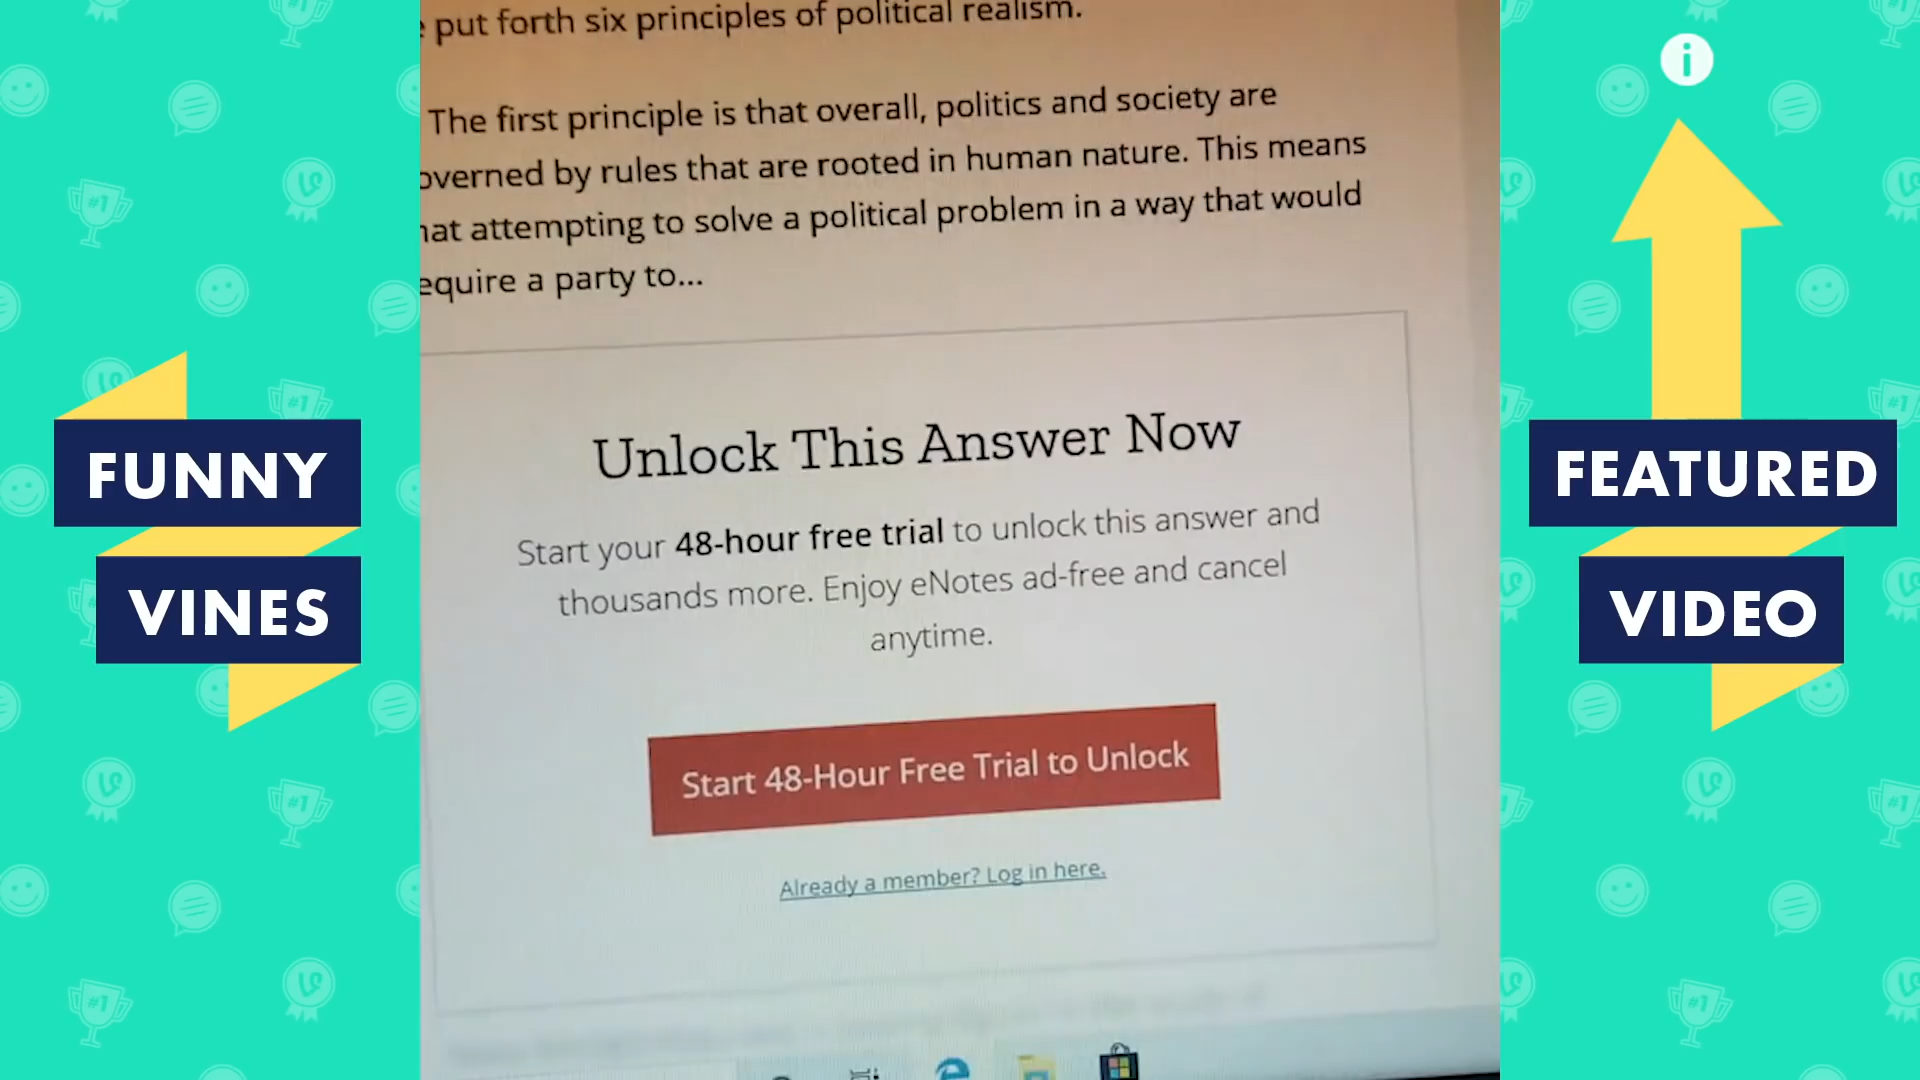 put forth six principles of political realism.
The first principle is that overall, politics and society are
overned by rules that are rooted in human nature. This means
hat attempting to solve a political problem in a way that would
equire a party to...
Unlock This Answer Now
Start your 48-hour free trial to unlock this answer and
thousands more. Enjoy eNotes ad-free and cancel
anytime.
Start 48-Hour Free Trial to Unlock
Already a member? Log in here.
FUNNY
VINES
FEATURED
VIDEO